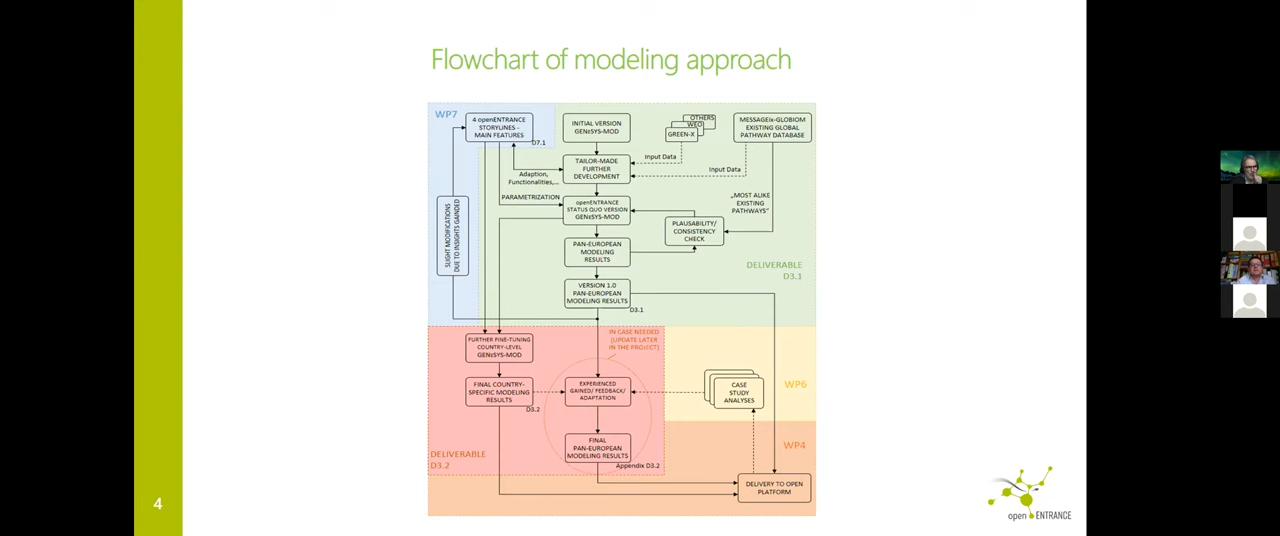 Flowchart of modeling approach
WP7
4 openENTRANCE
STORYLINES -
MAIN FEATURES
D7.1
INITIAL VERSION
GENeSYS-MOD
OTHERS
WEO
GREEN-X
MESSAGEix-GLOBIOM
EXISTING GLOBAL
PATHWAY DATABASE
Input Data
Input Data
TAILOR-MADE
FURTHER
DEVELOPMENT
Adaption,
Functionalities,...
PARAMETRIZATION
openENTRANCE
STATUS QUO VERSION
GENeSYS-MOD
„MOST ALIKE
EXISTING
PATHWAYS“
PLAUSABILITY/
CONSISTENCY
CHECK
SLIGHT MODIFICATIONS
DUE TO INSIGHTS GAINDED
PAN-EUROPEAN
MODELING
RESULTS
DELIVERABLE
D3.1
VERSION 1.0
PAN-EUROPEAN
MODELING RESULTS
D3.1
FURTHER FINE-TUNING
COUNTRY-LEVEL
GENeSYS-MOD
IN CASE NEEDED
(UPDATE LATER
IN THE PROJECT)
FINAL COUNTRY-
SPECIFIC MODELING
RESULTS
D3.2
EXPERIENCED
GAINED/ FEEDBACK/
ADAPTATION
CASE
STUDY
ANALYSES
WP6
FINAL
PAN-EUROPEAN
MODELING RESULTS
Appendix D3.2
DELIVERABLE
D3.2
WP4
DELIVERY TO OPEN
PLATFORM
4
openENTRANCE